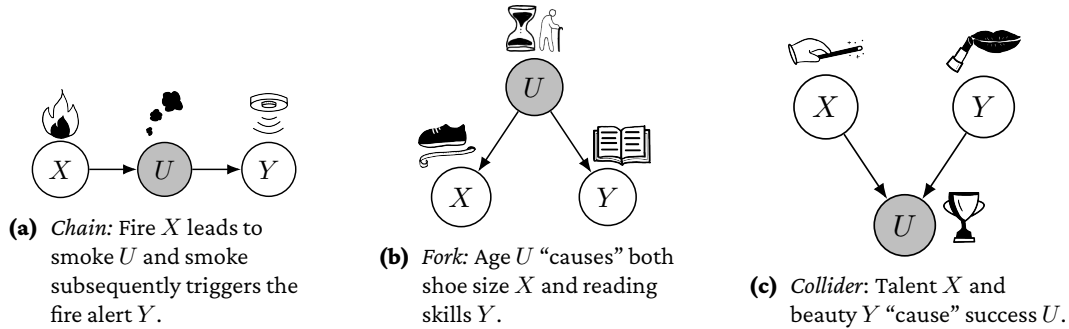 X U Y
(a) Chain: Fire X leads to
smoke U and smoke
subsequently triggers the
fire alert Y.
U
X Y
(b) Fork: Age U “causes” both
shoe size X and reading
skills Y.
X Y
U
(c) Collider: Talent X and
beauty Y “cause” success U.